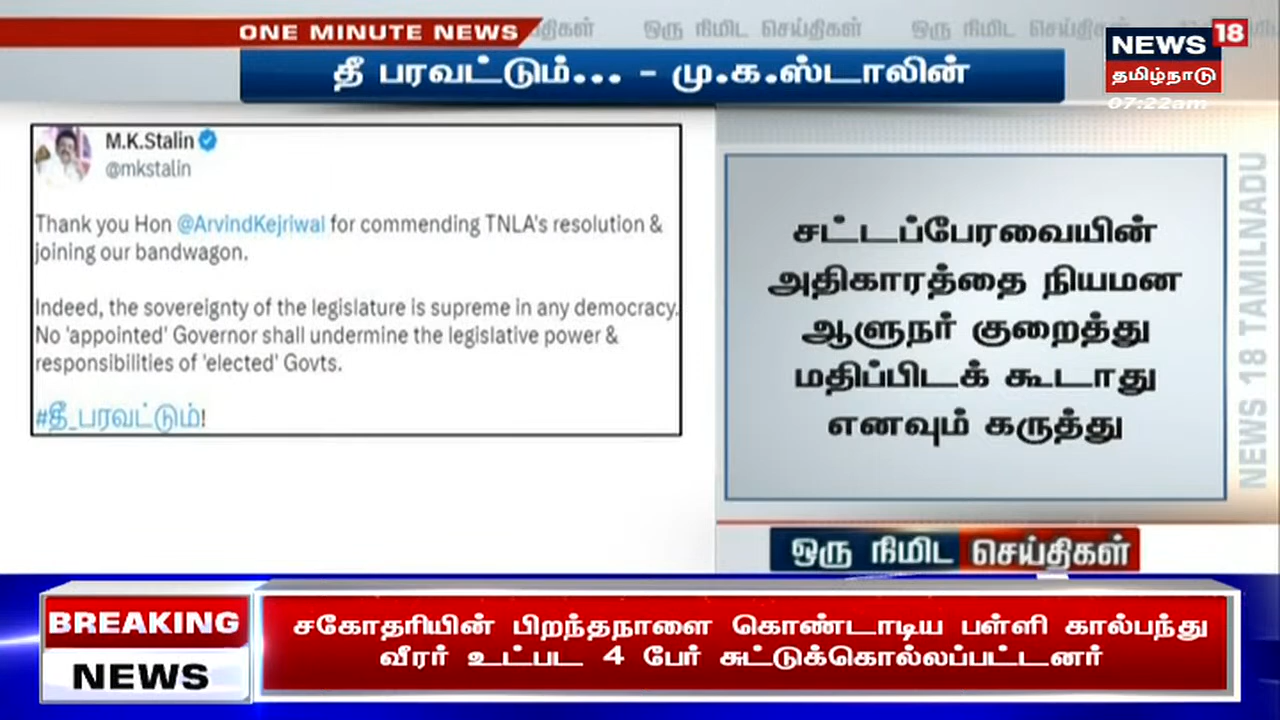 ONE MINUTE NEWS
ஒரு நிமிட செய்திகள்
தீ பரவட்டும்... - மு.க.ஸ்டாலின்
NEWS 18
தமிழ்நாடு
07:22am
M.K.Stalin
@mkstalin
Thank you Hon @ArvindKejriwal for commending TNLA's resolution &
joining our bandwagon.
Indeed, the sovereignty of the legislature is supreme in any democracy.
No 'appointed' Governor shall undermine the legislative power &
responsibilities of 'elected' Govts.
#தீ_பரவட்டும்!
சட்டப்பேரவையின்
அதிகாரத்தை நியமன
ஆளுநர் குறைத்து
மதிப்பிடக் கூடாது
எனவும் கருத்து
NEWS 18 TAMILNADU
ஒரு நிமிட செய்திகள்
BREAKING
NEWS
சகோதரியின் பிறந்தநாளை கொண்டாடிய பள்ளி கால்பந்து
வீரர் உட்பட 4 பேர் சுட்டுக்கொல்லப்பட்டனர்